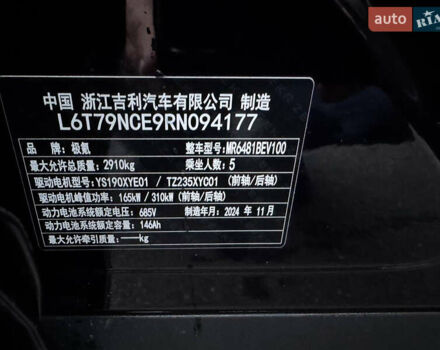 auto RIA
中国 浙江吉利汽车有限公司 制造
L6T79NCE9RN094177
品牌: 极氪 整车型号: MR6481BEV100
最大允许总质量: 2910kg 乘坐人数: 5
驱动电机型号: YS190XYE01 / TZ235XYC01 (前轴/后轴)
驱动电机峰值功率: 165kW / 310kW (前轴/后轴)
动力电池系统额定电压: 685V 制造年月: 2024 年 11月
动力电池系统额定容量: 146Ah
最大允许牵引质量: ——kg